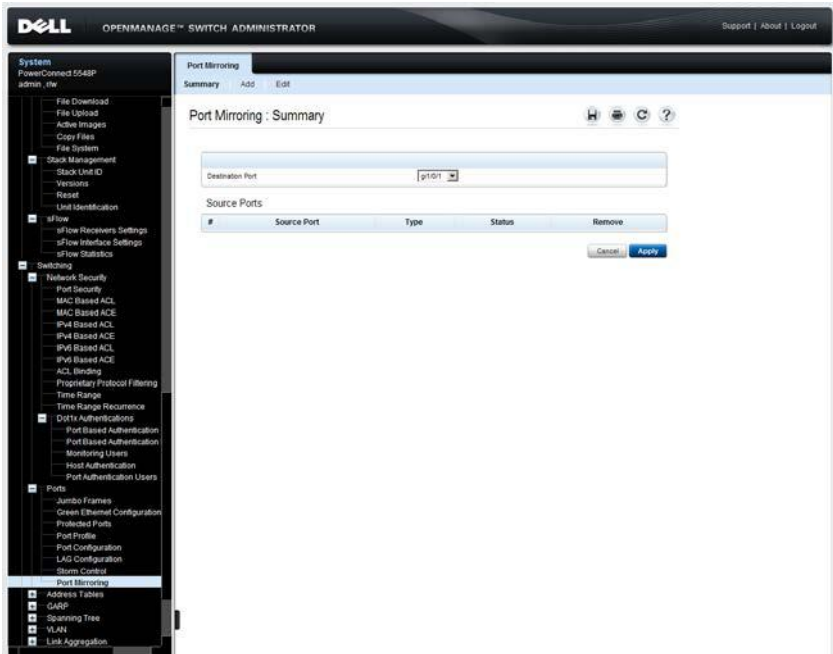 DELL OPENMANAGE™ SWITCH ADMINISTRATOR
Support | About | Logout
System
PowerConnect 5548P
admin , r/w
File Download
File Upload
Active Images
Copy Files
File System
Stack Management
Stack Unit ID
Versions
Reset
Unit Identification
sFlow
sFlow Receivers Settings
sFlow Interface Settings
sFlow Statistics
Switching
Network Security
Port Security
MAC Based ACL
MAC Based ACE
IPv4 Based ACL
IPv4 Based ACE
IPv6 Based ACL
IPv6 Based ACE
ACL Binding
Proprietary Protocol Filtering
Time Range
Time Range Recurrence
Dot1x Authentications
Port Based Authentication
Port Based Authentication
Monitoring Users
Host Authentication
Port Authentication Users
Ports
Jumbo Frames
Green Ethernet Configuration
Protected Ports
Port Profile
Port Configuration
LAG Configuration
Storm Control
Port Mirroring
Address Tables
GARP
Spanning Tree
VLAN
Link Aggregation
Port Mirroring
Summary Add Edit
Port Mirroring : Summary
Destination Port gi1/0/1
Source Ports
# Source Port Type Status Remove
Cancel Apply